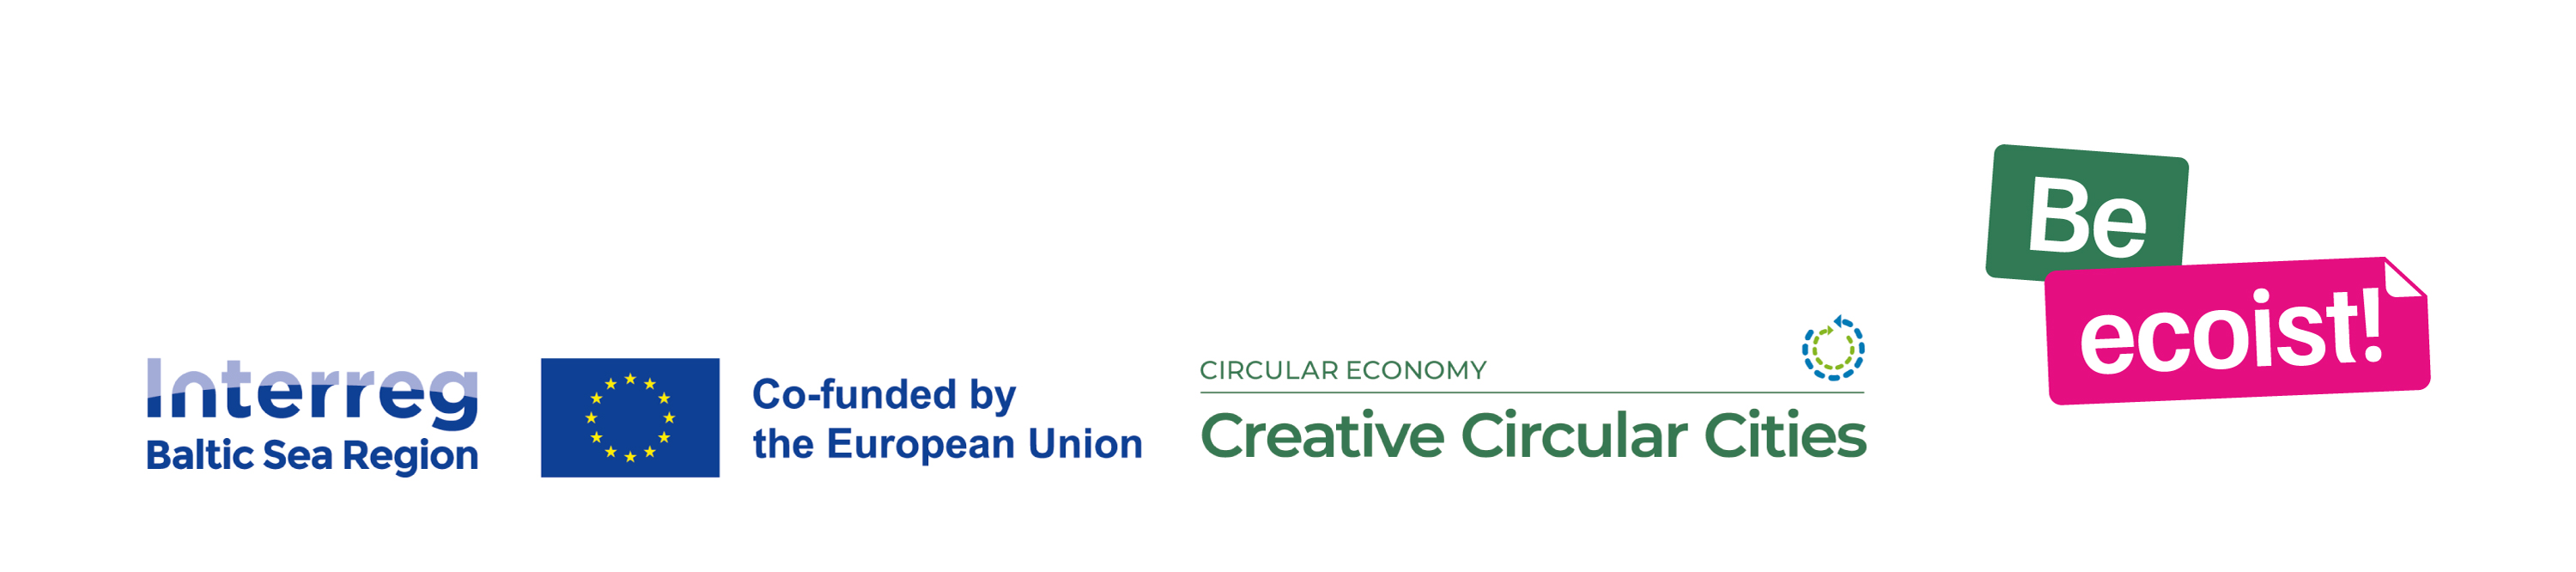 Interreg
Baltic Sea Region
Co-funded by
the European Union
CIRCULAR ECONOMY
Creative Circular Cities
Be
ecoist!